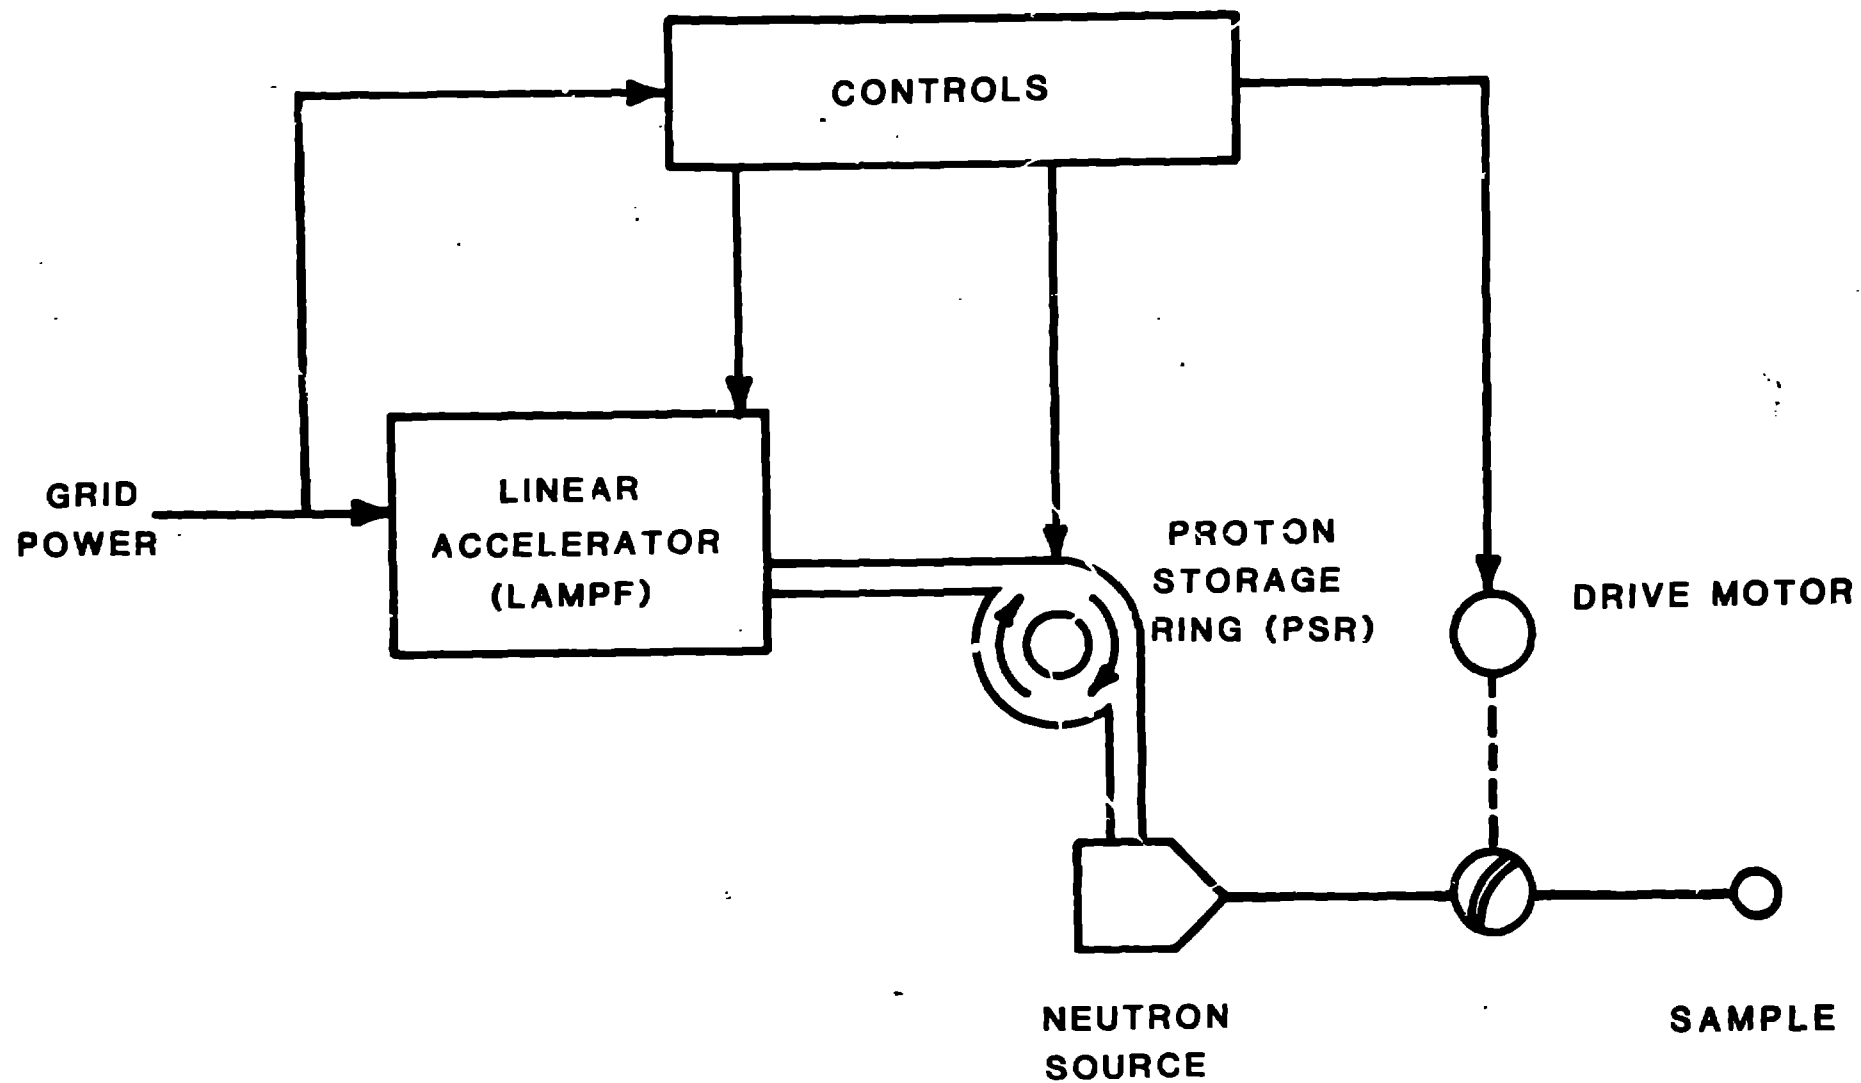 CONTROLS
GRID
POWER
LINEAR
ACCELERATOR
(LAMPF)
PROTON
STORAGE
RING (PSR)
DRIVE MOTOR
NEUTRON
SOURCE
SAMPLE